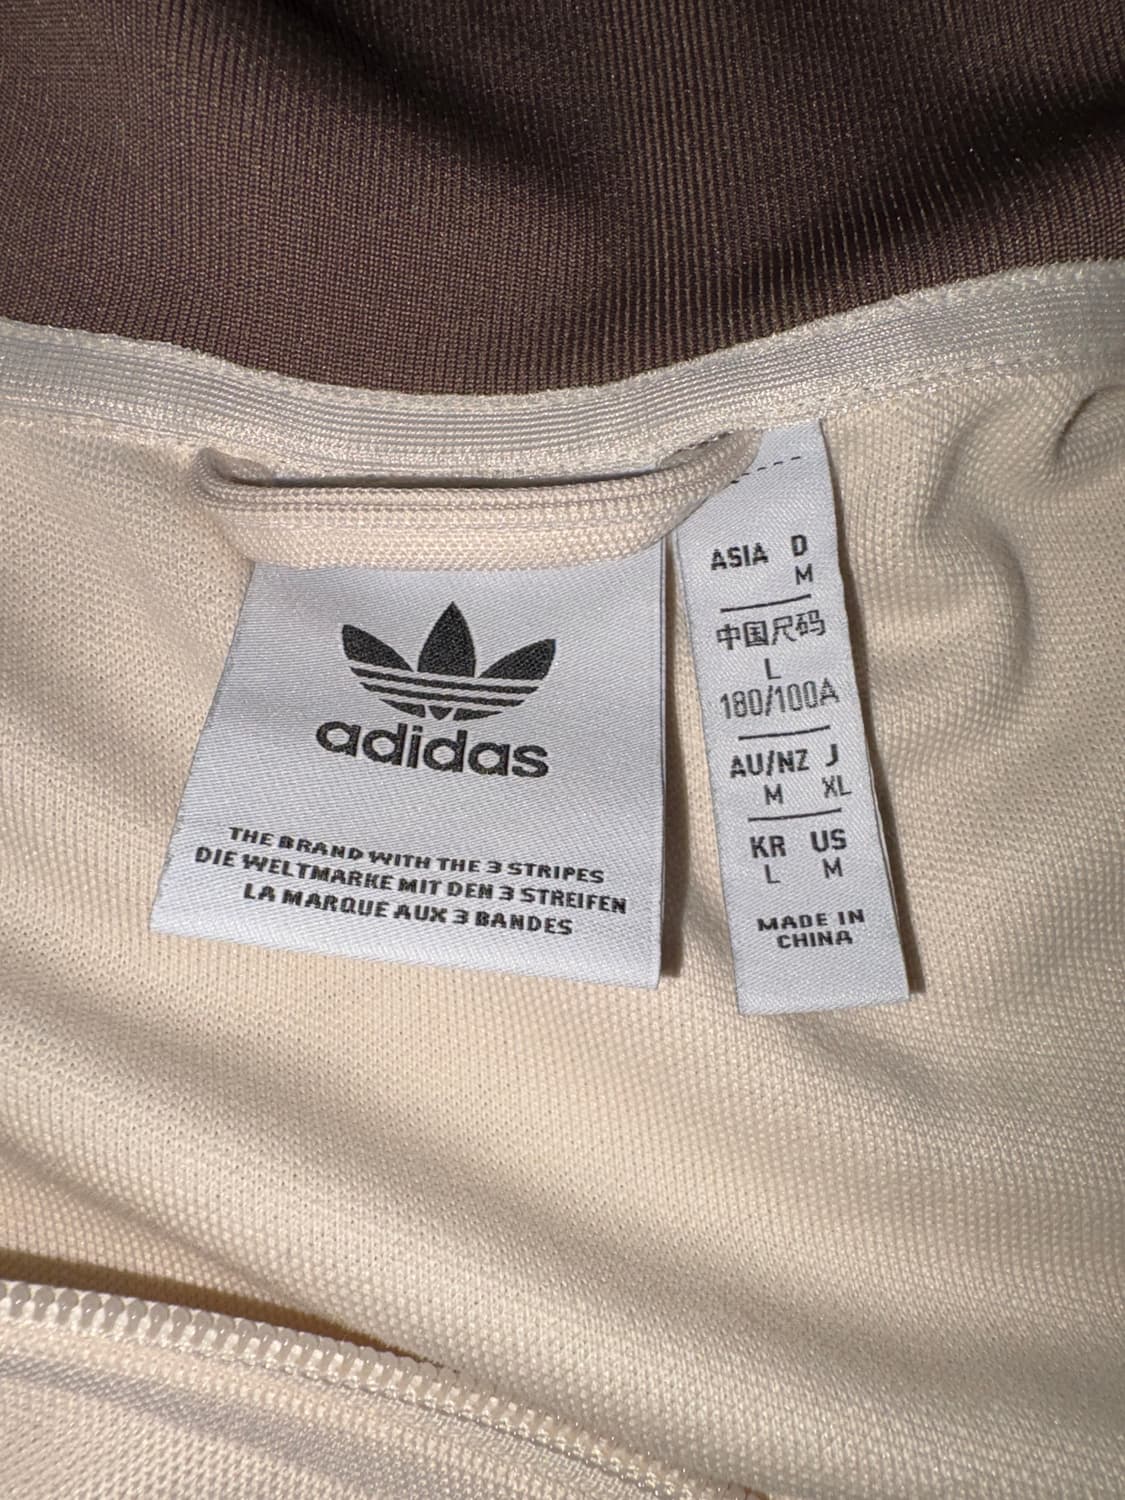 adidas
THE BRAND WITH THE 3 STRIPES
DIE WELTMARKE MIT DEN 3 STREIFEN
LA MARQUE AUX 3 BANDES
ASIA D
M
中国尺码
L
180/100A
AU/NZ J
M XL
KR US
L M
MADE IN
CHINA